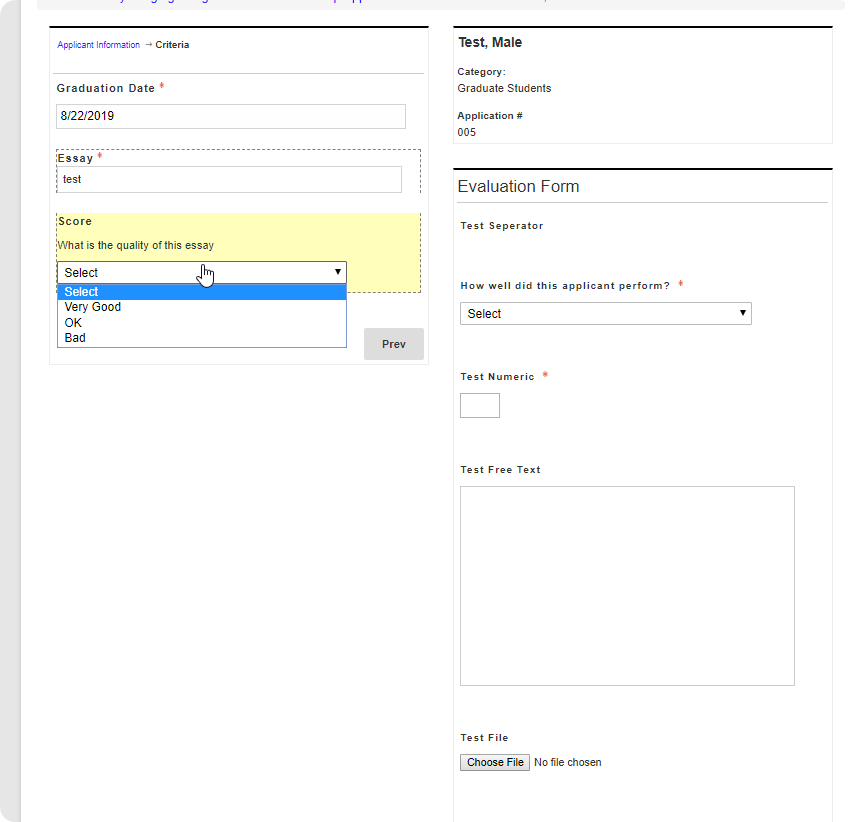 Applicant Information → Criteria
Graduation Date *
8/22/2019
Essay *
test
Score
What is the quality of this essay
Select
Select
Very Good
OK
Bad
Prev
Test, Male
Category:
Graduate Students
Application #
005
Evaluation Form
Test Seperator
How well did this applicant perform? *
Select
Test Numeric *
Test Free Text
Test File
Choose File No file chosen